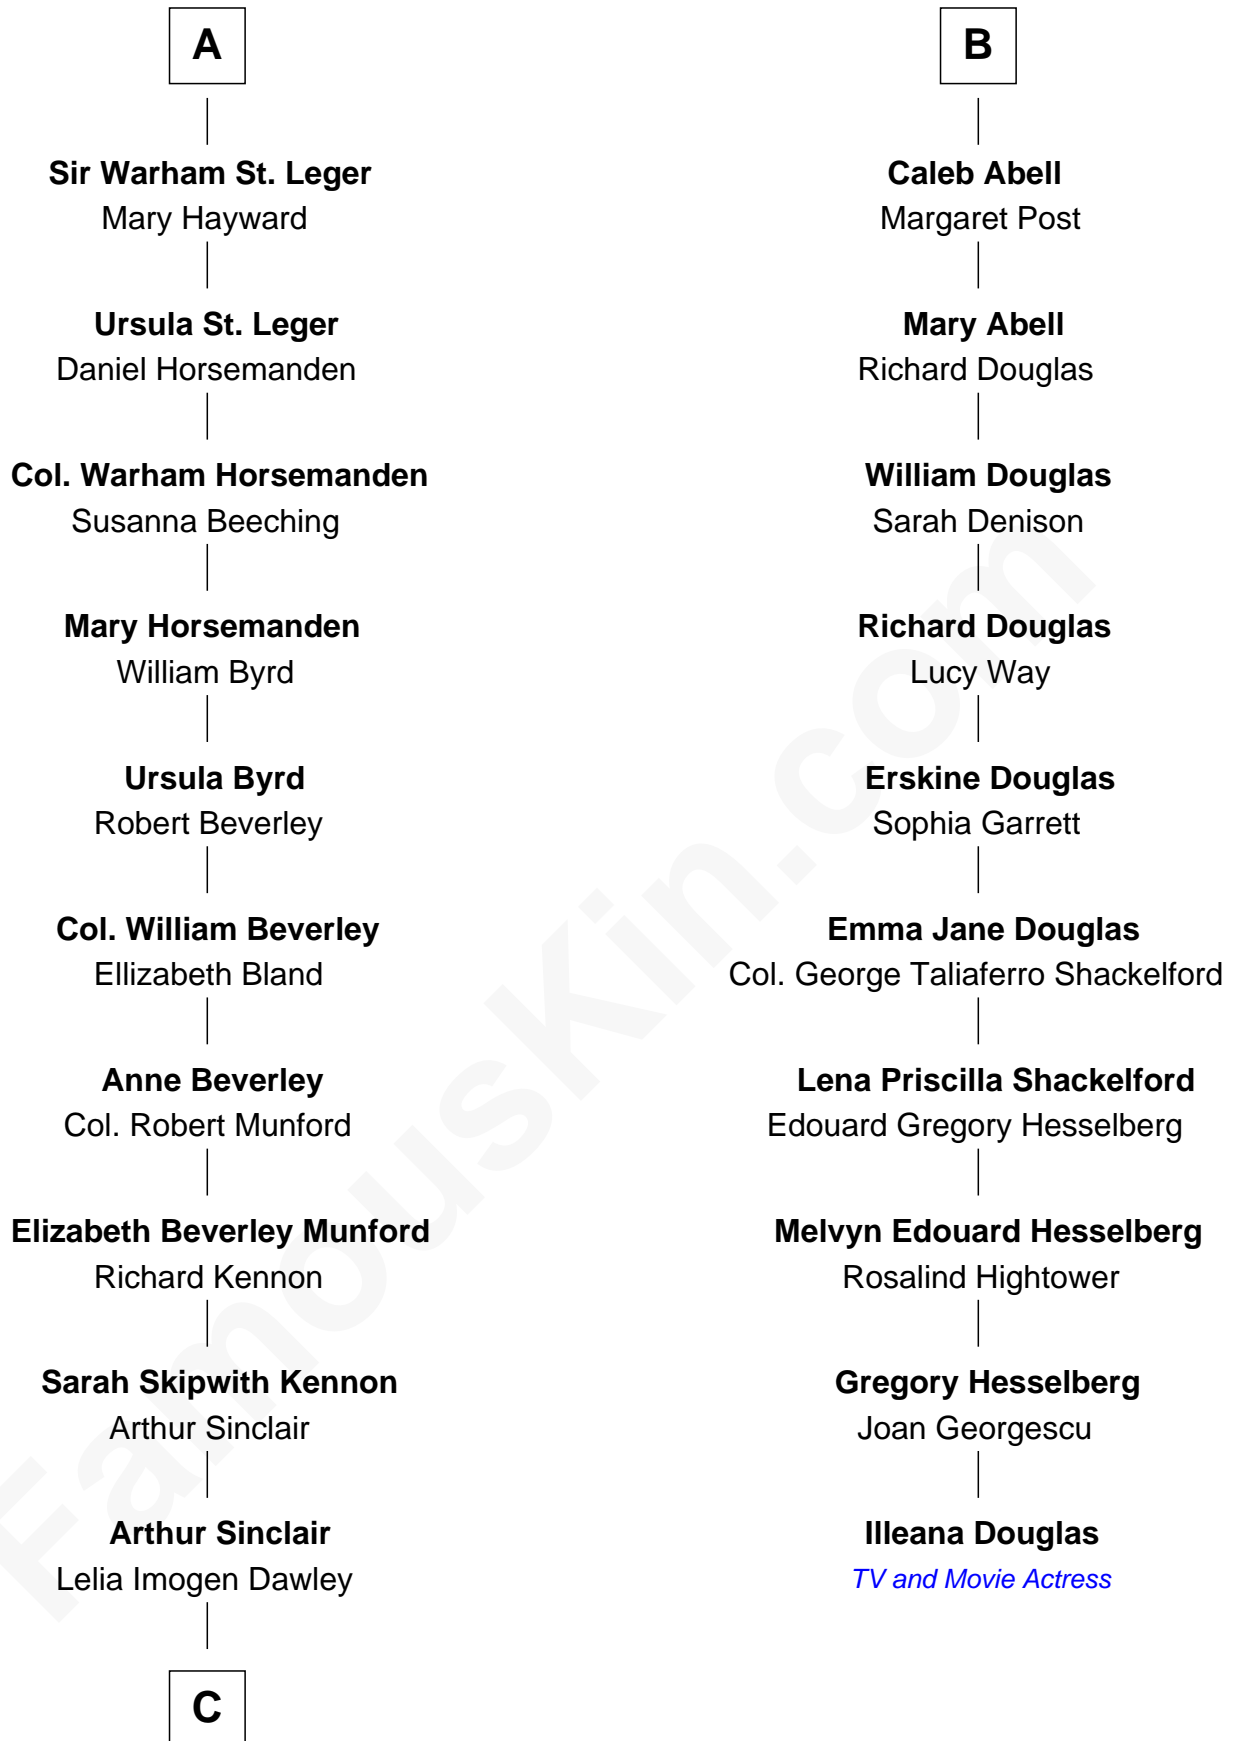 A
Sir Warham St. Leger
Mary Hayward
Ursula St. Leger
Daniel Horsemanden
Col. Warham Horsemanden
Susanna Beeching
Mary Horsemanden
William Byrd
Ursula Byrd
Robert Beverley
Col. William Beverley
Ellizabeth Bland
Anne Beverley
Col. Robert Munford
Elizabeth Beverley Munford
Richard Kennon
Sarah Skipwith Kennon
Arthur Sinclair
Arthur Sinclair
Lelia Imogen Dawley
C
B
Caleb Abell
Margaret Post
Mary Abell
Richard Douglas
William Douglas
Sarah Denison
Richard Douglas
Lucy Way
Erskine Douglas
Sophia Garrett
Emma Jane Douglas
Col. George Taliaferro Shackelford
Lena Priscilla Shackelford
Edouard Gregory Hesselberg
Melvyn Edouard Hesselberg
Rosalind Hightower
Gregory Hesselberg
Joan Georgescu
Illeana Douglas
TV and Movie Actress
FamousKin.com